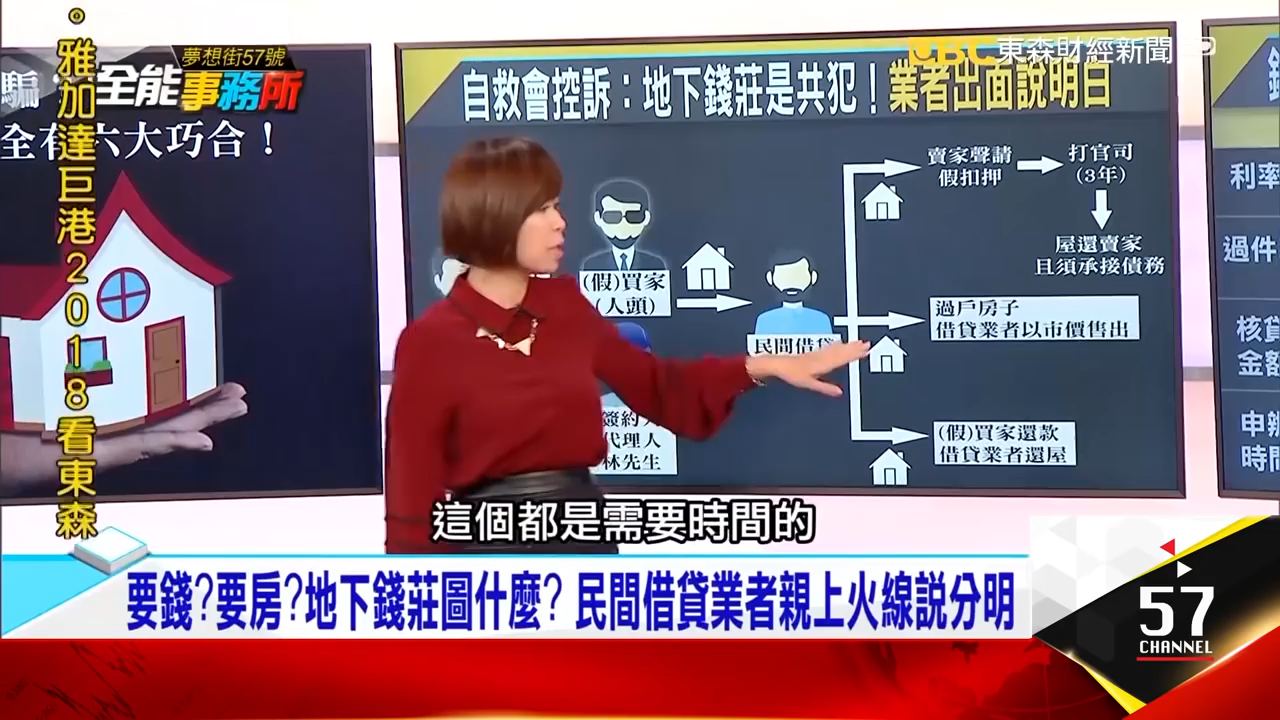 雅加達巨港2018看東森
夢想街57號
全能事務所
騙
全有六大巧合！
東森財經新聞
自救會控訴：地下錢莊是共犯！業者出面說明白
(假)買家
(人頭)
民間借貸
簽約
代理人
林先生
賣家聲請
假扣押
打官司
(3年)
屋還賣家
且須承接債務
過戶房子
借貸業者以市價售出
(假)買家還款
借貸業者還屋
利率
過件
核貸
金額
申辦
時間
這個都是需要時間的
要錢?要房?地下錢莊圖什麼? 民間借貸業者親上火線說分明
57
CHANNEL